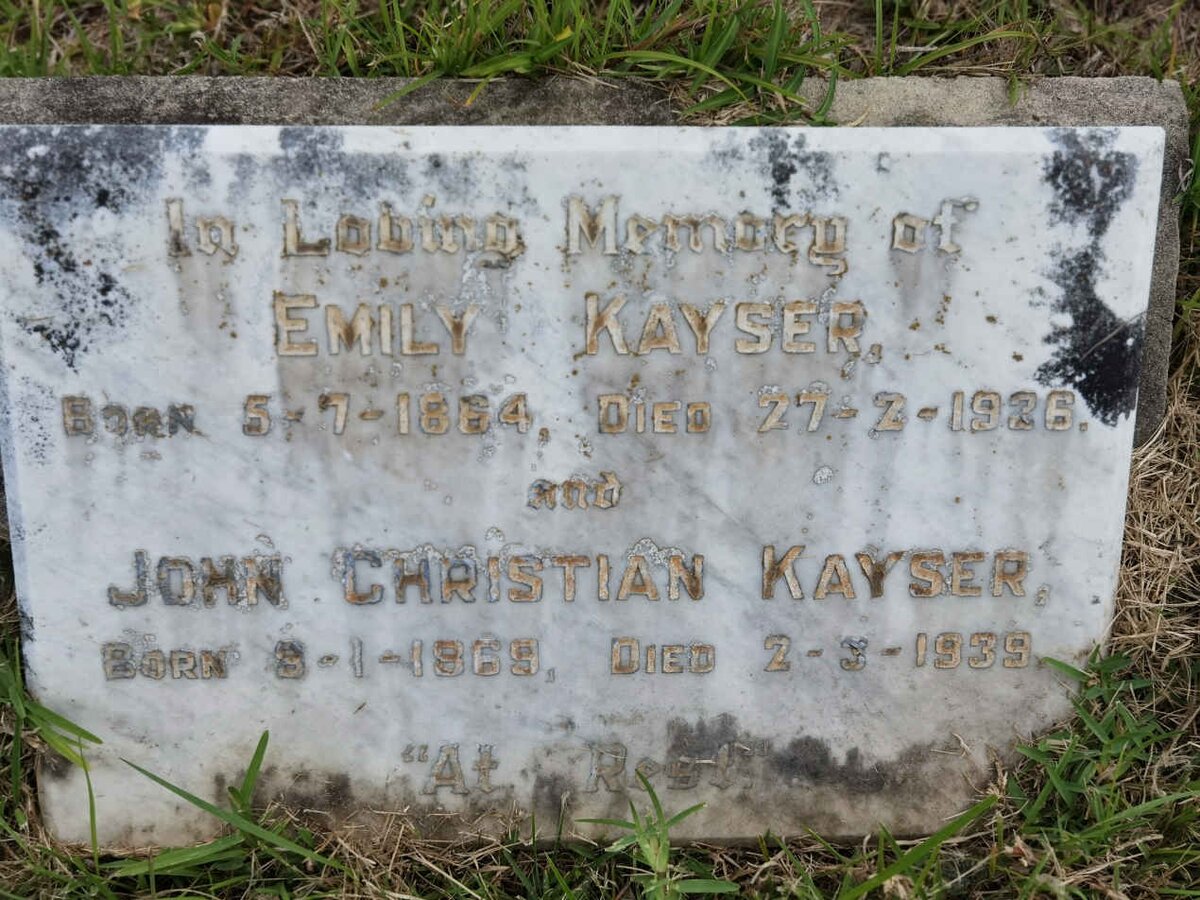 In Loving Memory of
EMILY KAYSER,
BORN 5-7-1864, DIED 27-2-1926.
and
JOHN CHRISTIAN KAYSER,
BORN 8-1-1869, DIED 2-3-1939
"At Rest"